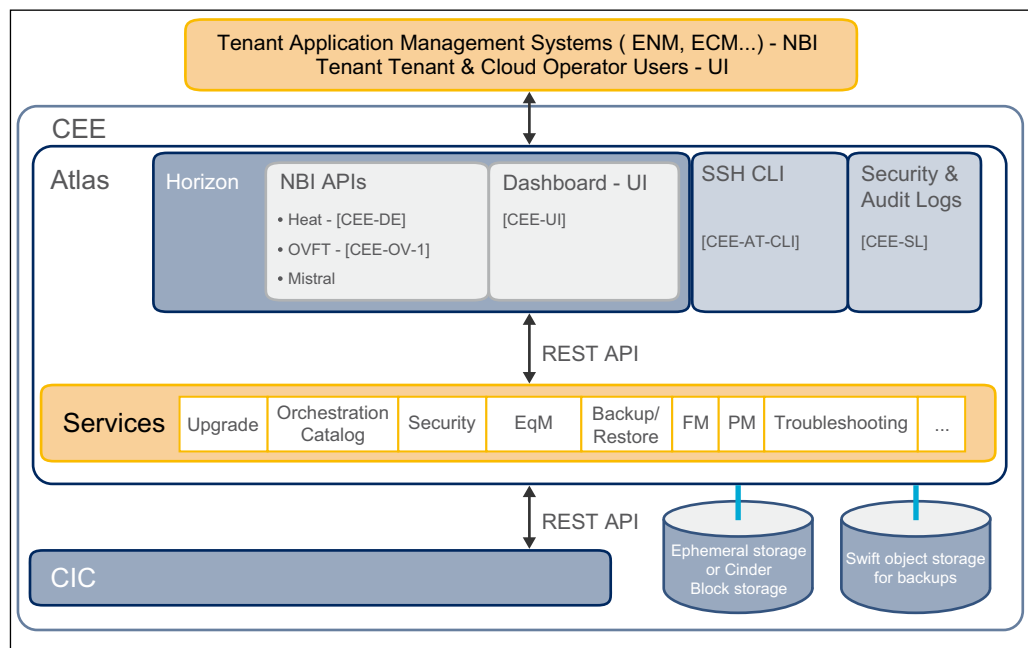 Tenant Application Management Systems ( ENM, ECM...) - NBI
Tenant Tenant & Cloud Operator Users - UI
CEE
Atlas
Horizon
NBI APIs
• Heat - [CEE-DE]
• OVFT - [CEE-OV-1]
• Mistral
Dashboard - UI
[CEE-UI]
SSH CLI
[CEE-AT-CLI]
Security &
Audit Logs
[CEE-SL]
REST API
Services
Upgrade
Orchestration
Catalog
Security
EqM
Backup/
Restore
FM
PM
Troubleshooting
...
REST API
CIC
Ephemeral storage
or Cinder
Block storage
Swift object storage
for backups